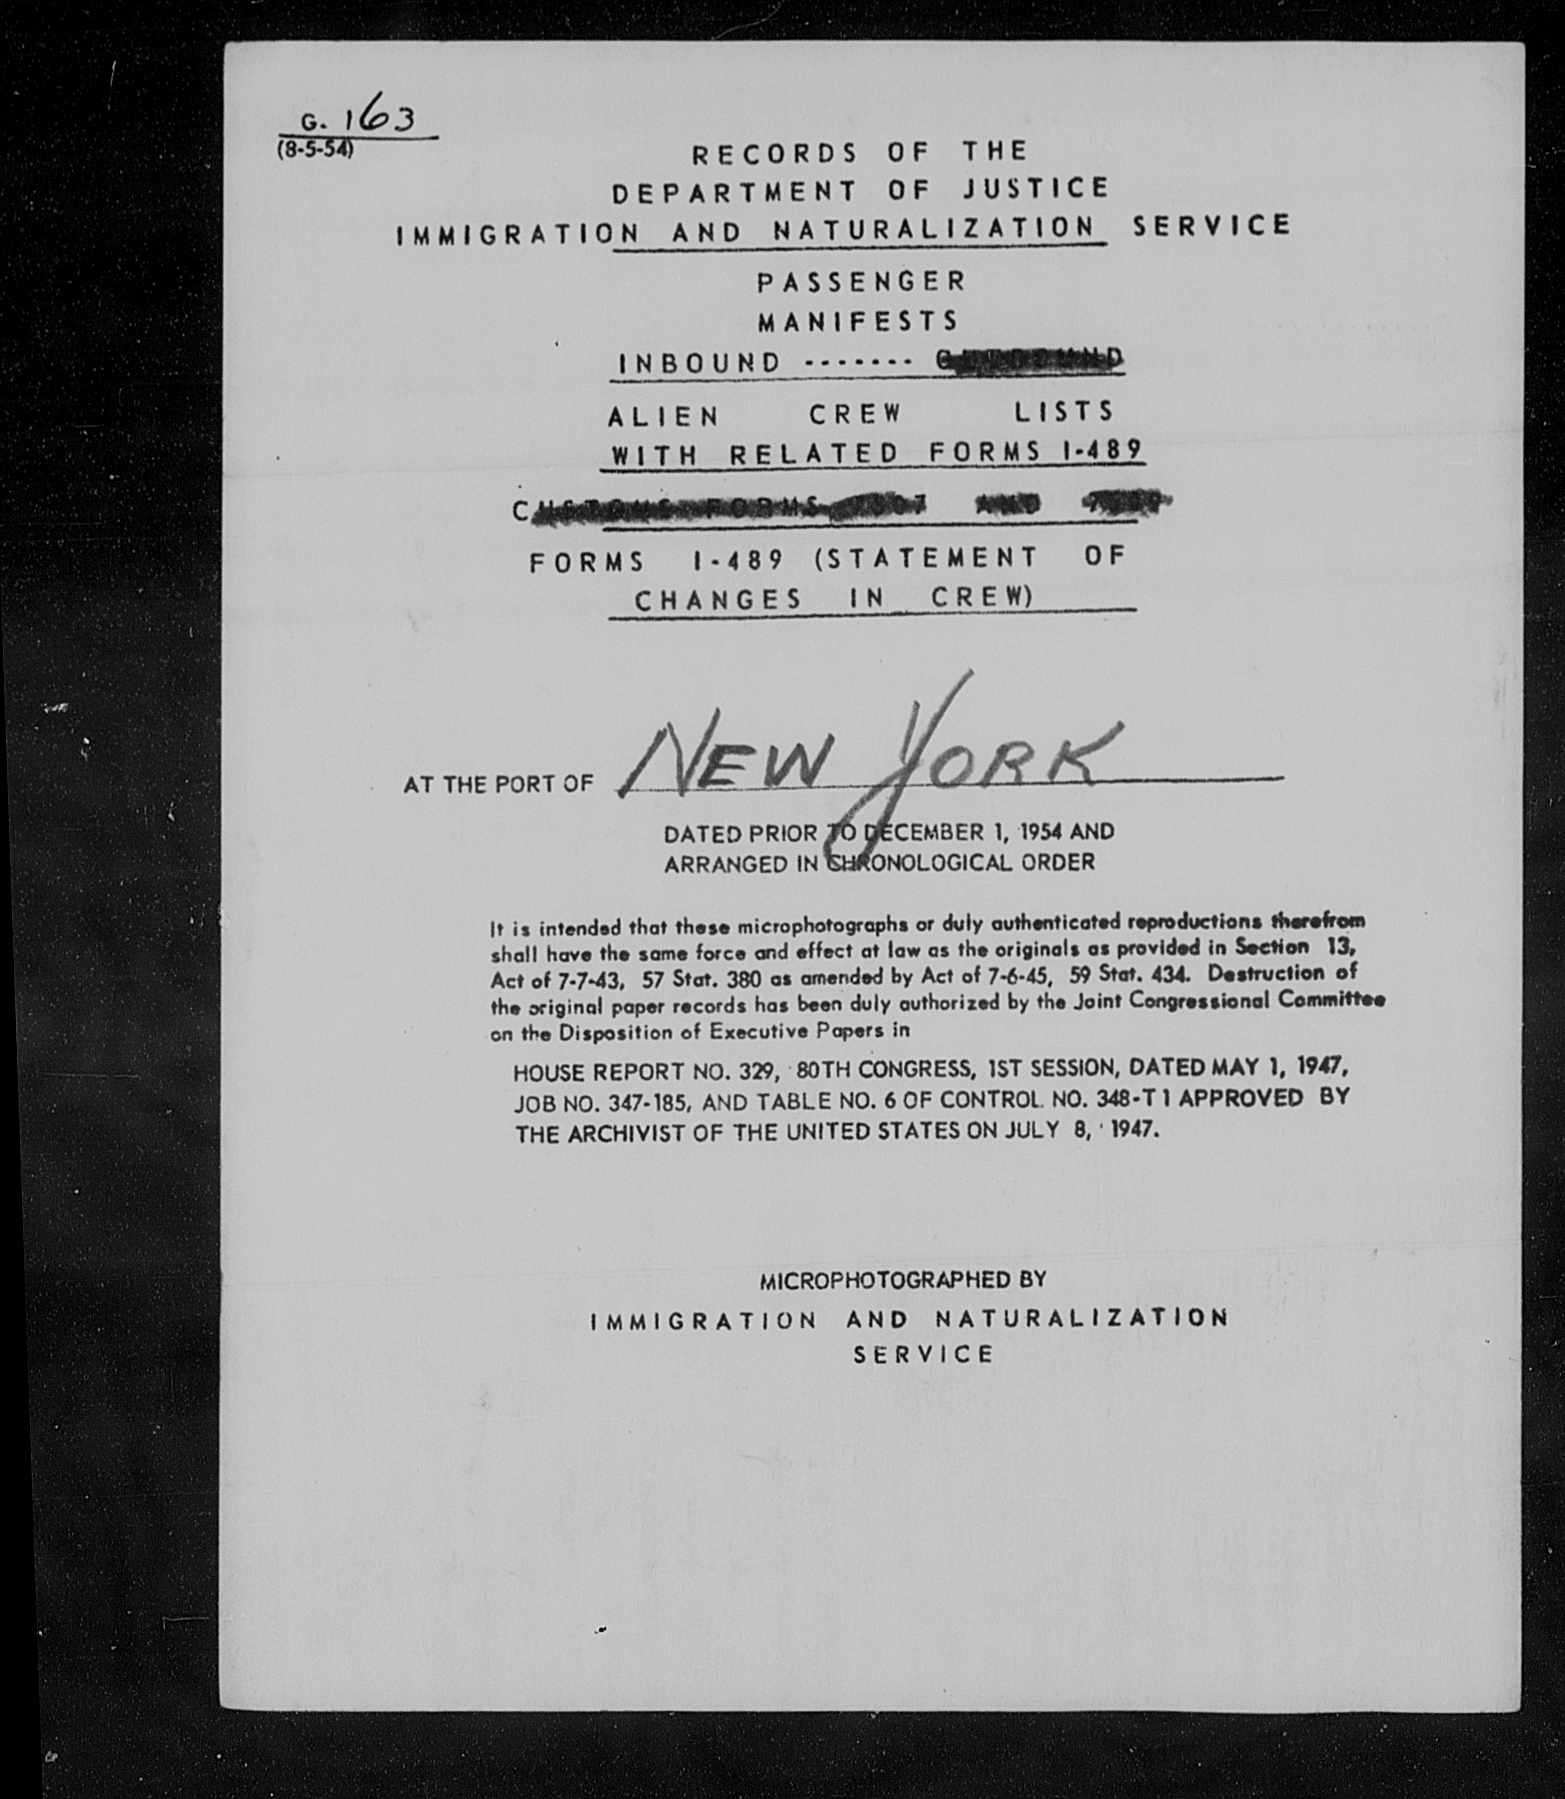 G. 163
(8-5-54)
RECORDS OF THE
DEPARTMENT OF JUSTICE
IMMIGRATION AND NATURALIZATION SERVICE
PASSENGER
MANIFESTS
INBOUND -------
ALIEN CREW LISTS
WITH RELATED FORMS I-489
CUSTOMS FORMS AND
FORMS I-489 (STATEMENT OF
CHANGES IN CREW)
AT THE PORT OF NEW YORK
DATED PRIOR TO DECEMBER 1, 1954 AND
ARRANGED IN CHRONOLOGICAL ORDER
It is intended that these microphotographs or duly authenticated reproductions therefrom
shall have the same force and effect at law as the originals as provided in Section 13,
Act of 7-7-43, 57 Stat. 380 as amended by Act of 7-6-45, 59 Stat. 434. Destruction of
the original paper records has been duly authorized by the Joint Congressional Committee
on the Disposition of Executive Papers in
HOUSE REPORT NO. 329, 80TH CONGRESS, 1ST SESSION, DATED MAY 1, 1947,
JOB NO. 347-185, AND TABLE NO. 6 OF CONTROL NO. 348-T1 APPROVED BY
THE ARCHIVIST OF THE UNITED STATES ON JULY 8, 1947.
MICROPHOTOGRAPHED BY
IMMIGRATION AND NATURALIZATION
SERVICE